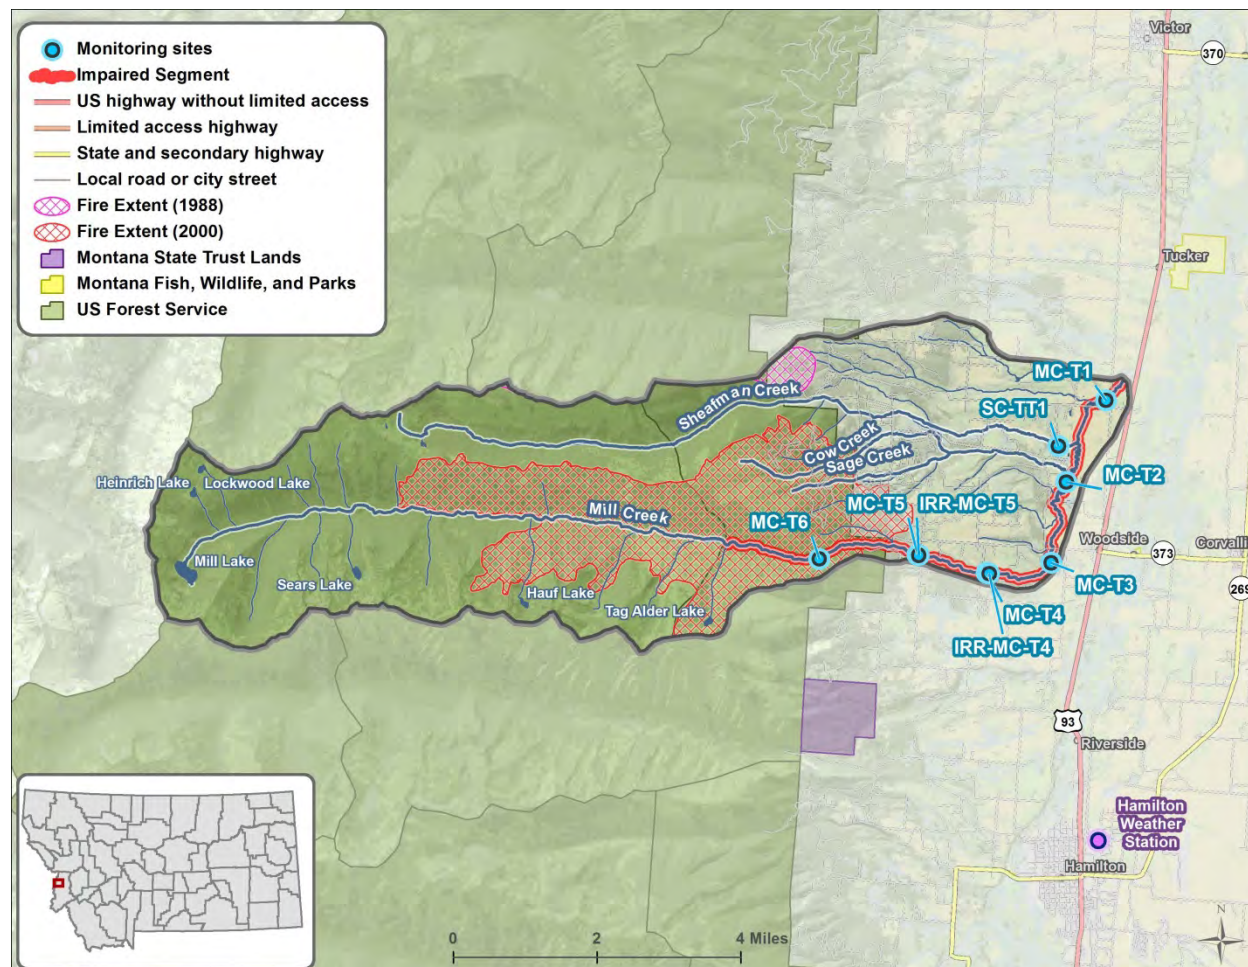 Monitoring sites
Impaired Segment
US highway without limited access
Limited access highway
State and secondary highway
Local road or city street
Fire Extent (1988)
Fire Extent (2000)
Montana State Trust Lands
Montana Fish, Wildlife, and Parks
US Forest Service
Victor
370
Tucker
MC-T1
Sheafman Creek
SC-TT1
Cow Creek
Sage Creek
Heinrich Lake
Lockwood Lake
MC-T2
Mill Creek
MC-T5
IRR-MC-T5
MC-T6
Woodside
373
Corvalli
Mill Lake
Sears Lake
Hauf Lake
Tag Alder Lake
MC-T3
269
MC-T4
IRR-MC-T4
93
Riverside
Hamilton
Weather
Station
Hamilton
0
2
4 Miles
N